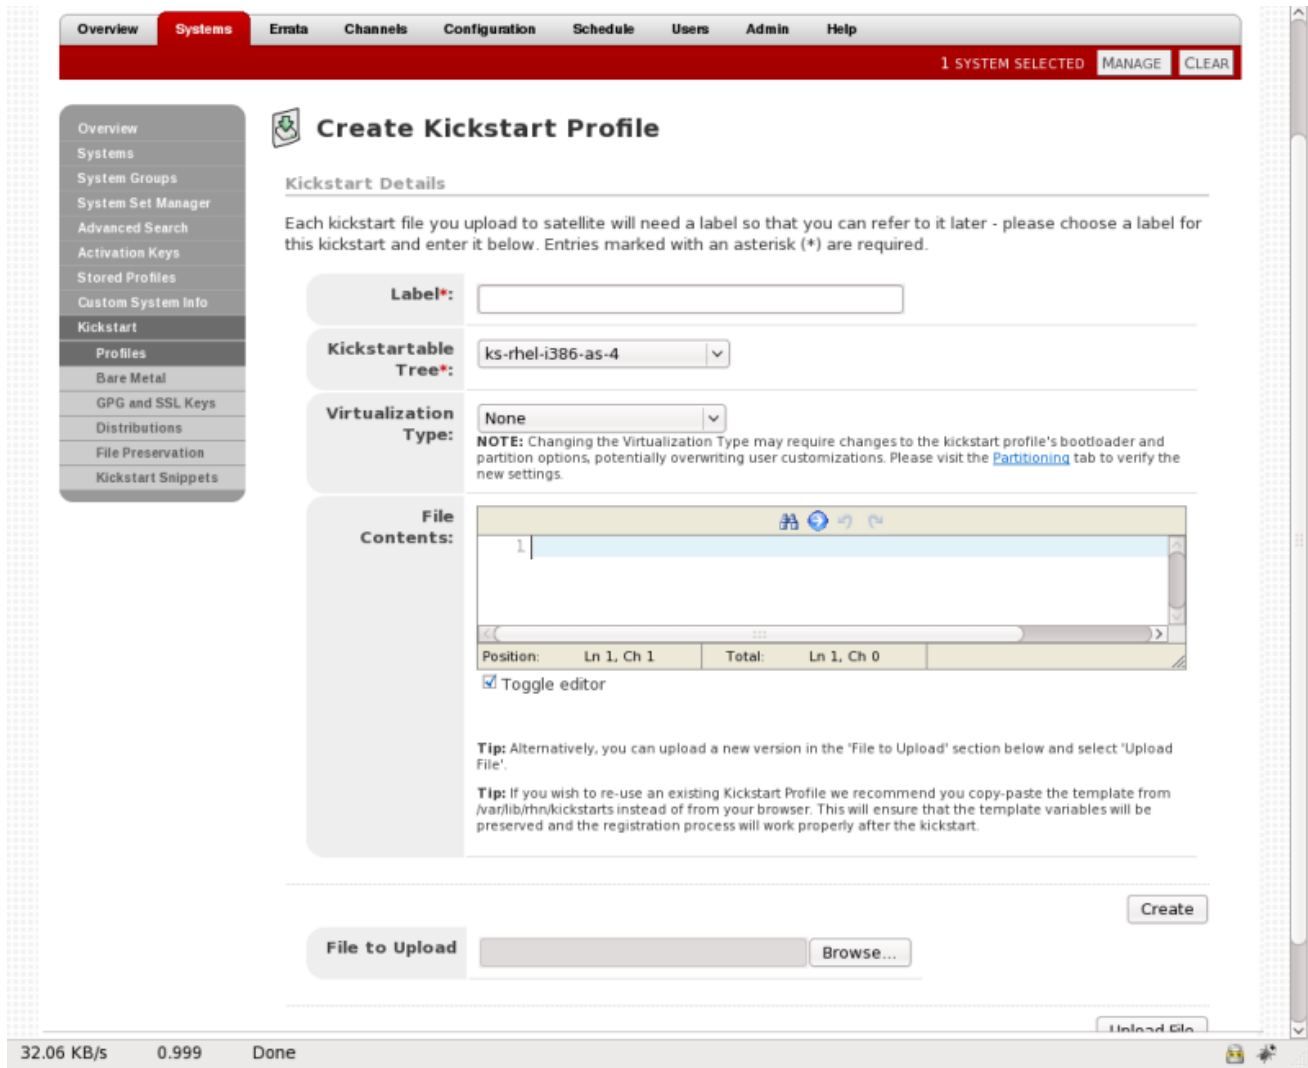 Overview Systems Errata Channels Configuration Schedule Users Admin Help
1 SYSTEM SELECTED MANAGE CLEAR
Overview
Systems
System Groups
System Set Manager
Advanced Search
Activation Keys
Stored Profiles
Custom System Info
Kickstart
Profiles
Bare Metal
GPG and SSL Keys
Distributions
File Preservation
Kickstart Snippets
Create Kickstart Profile
Kickstart Details
Each kickstart file you upload to satellite will need a label so that you can refer to it later - please choose a label for
this kickstart and enter it below. Entries marked with an asterisk (*) are required.
Label*:
Kickstartable
Tree*:
ks-rhel-i386-as-4
Virtualization
Type:
None
NOTE: Changing the Virtualization Type may require changes to the kickstart profile's bootloader and
partition options, potentially overwriting user customizations. Please visit the Partitioning tab to verify the
new settings.
File
Contents:
1
Position: Ln 1, Ch 1 Total: Ln 1, Ch 0
Toggle editor
Tip: Alternatively, you can upload a new version in the 'File to Upload' section below and select 'Upload
File'.
Tip: If you wish to re-use an existing Kickstart Profile we recommend you copy-paste the template from
/var/lib/rhn/kickstarts instead of from your browser. This will ensure that the template variables will be
preserved and the registration process will work properly after the kickstart.
Create
File to Upload
Browse...
Upload File
32.06 KB/s 0.999 Done